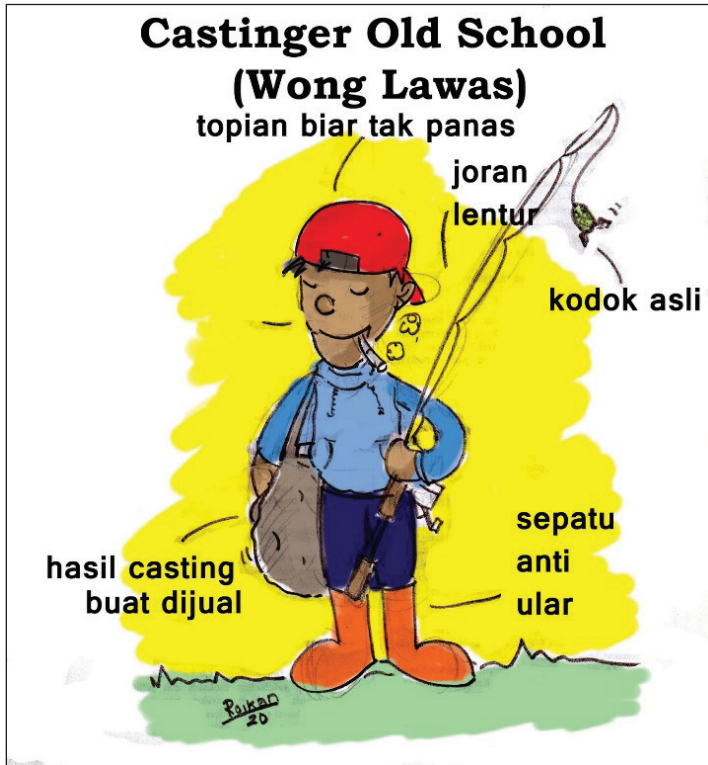 Castinger Old School
(Wong Lawas)
topian biar tak panas
joran
lentur
kodok asli
sepatu
anti
ular
hasil casting
buat dijual
Roikan
20